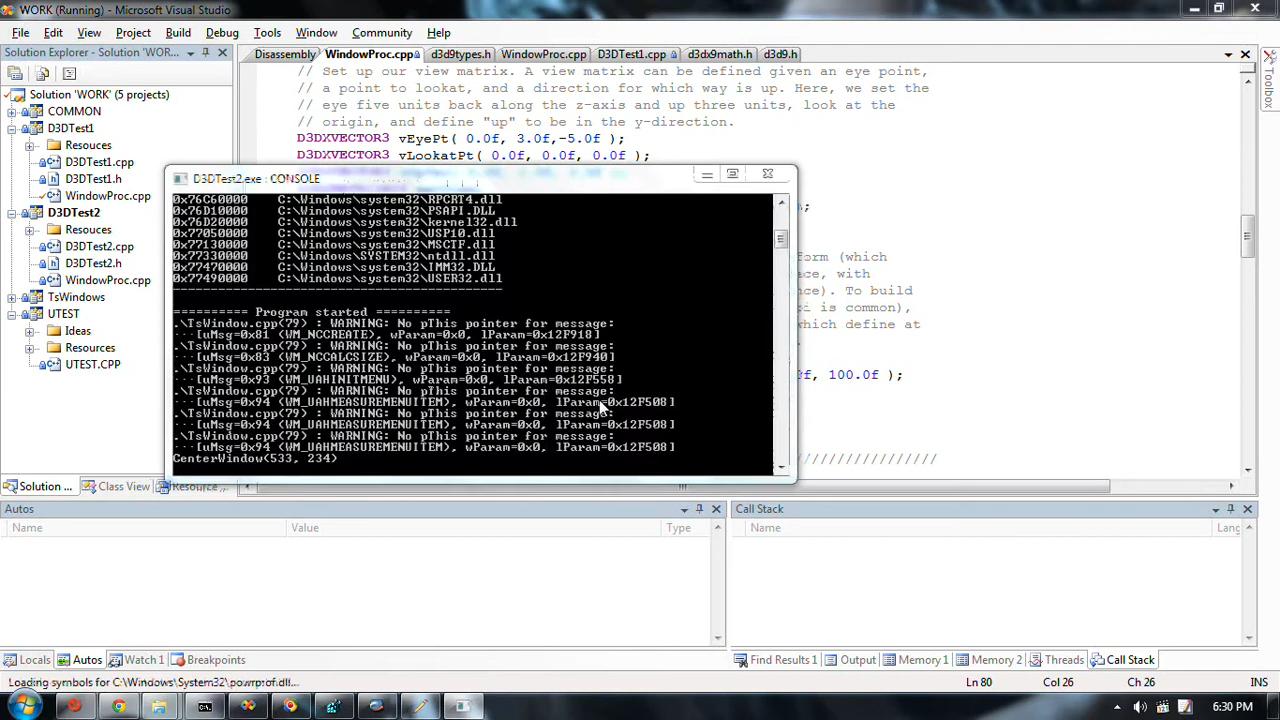 WORK (Running) - Microsoft Visual Studio
File Edit View Project Build Debug Tools Window Community Help
Solution Explorer - Solution 'WOR...
Disassembly WindowProc.cpp d3d9types.h WindowProc.cpp D3DTest1.cpp d3dx9math.h d3d9.h
Toolbox
Solution 'WORK' (5 projects)
COMMON
D3DTest1
Resouces
D3DTest1.cpp
D3DTest1.h
WindowProc.cpp
D3DTest2
Resouces
D3DTest2.cpp
D3DTest2.h
WindowProc.cpp
TsWindows
UTEST
Ideas
Resources
UTEST.CPP
// Set up our view matrix. A view matrix can be defined given an eye point,
// a point to lookat, and a direction for which way is up. Here, we set the
// eye five units back along the z-axis and up three units, look at the
// origin, and define "up" to be in the y-direction.
D3DXVECTOR3 vEyePt( 0.0f, 3.0f,-5.0f );
D3DXVECTOR3 vLookatPt( 0.0f, 0.0f, 0.0f );
);
form (which
ace, with
nce). To build
is common),
which define at
100.0f );
////////////////
D3DTest2.exe : CONSOLE
0x76C60000 C:\Windows\system32\RPCRT4.dll
0x76D10000 C:\Windows\system32\PSAPI.DLL
0x76D20000 C:\Windows\system32\kernel32.dll
0x77050000 C:\Windows\system32\USP10.dll
0x77130000 C:\Windows\system32\MSCTF.dll
0x77330000 C:\Windows\SYSTEM32\ntdll.dll
0x77470000 C:\Windows\system32\IMM32.DLL
0x77490000 C:\Windows\system32\USER32.dll
--------------------------------------------
========== Program started ==========
.\TsWindow.cpp(79) : WARNING: No pThis pointer for message:
...[uMsg=0x81 (WM_NCCREATE), wParam=0x0, lParam=0x12F918]
.\TsWindow.cpp(79) : WARNING: No pThis pointer for message:
...[uMsg=0x83 (WM_NCCALCSIZE), wParam=0x0, lParam=0x12F940]
.\TsWindow.cpp(79) : WARNING: No pThis pointer for message:
...[uMsg=0x93 (WM_UAHINITMENU), wParam=0x0, lParam=0x12F558]
.\TsWindow.cpp(79) : WARNING: No pThis pointer for message:
...[uMsg=0x94 (WM_UAHMEASUREMENUITEM), wParam=0x0, lParam=0x12F508]
.\TsWindow.cpp(79) : WARNING: No pThis pointer for message:
...[uMsg=0x94 (WM_UAHMEASUREMENUITEM), wParam=0x0, lParam=0x12F508]
.\TsWindow.cpp(79) : WARNING: No pThis pointer for message:
...[uMsg=0x94 (WM_UAHMEASUREMENUITEM), wParam=0x0, lParam=0x12F508]
CenterWindow(533, 234)
Solution ... Class View Resource...
Autos
Name Value Type
Call Stack
Name Lang
Locals Autos Watch 1 Breakpoints
Find Results 1 Output Memory 1 Memory 2 Threads Call Stack
Loading symbols for C:\Windows\System32\powrprof.dll...
Ln 80 Col 26 Ch 26 INS
6:30 PM